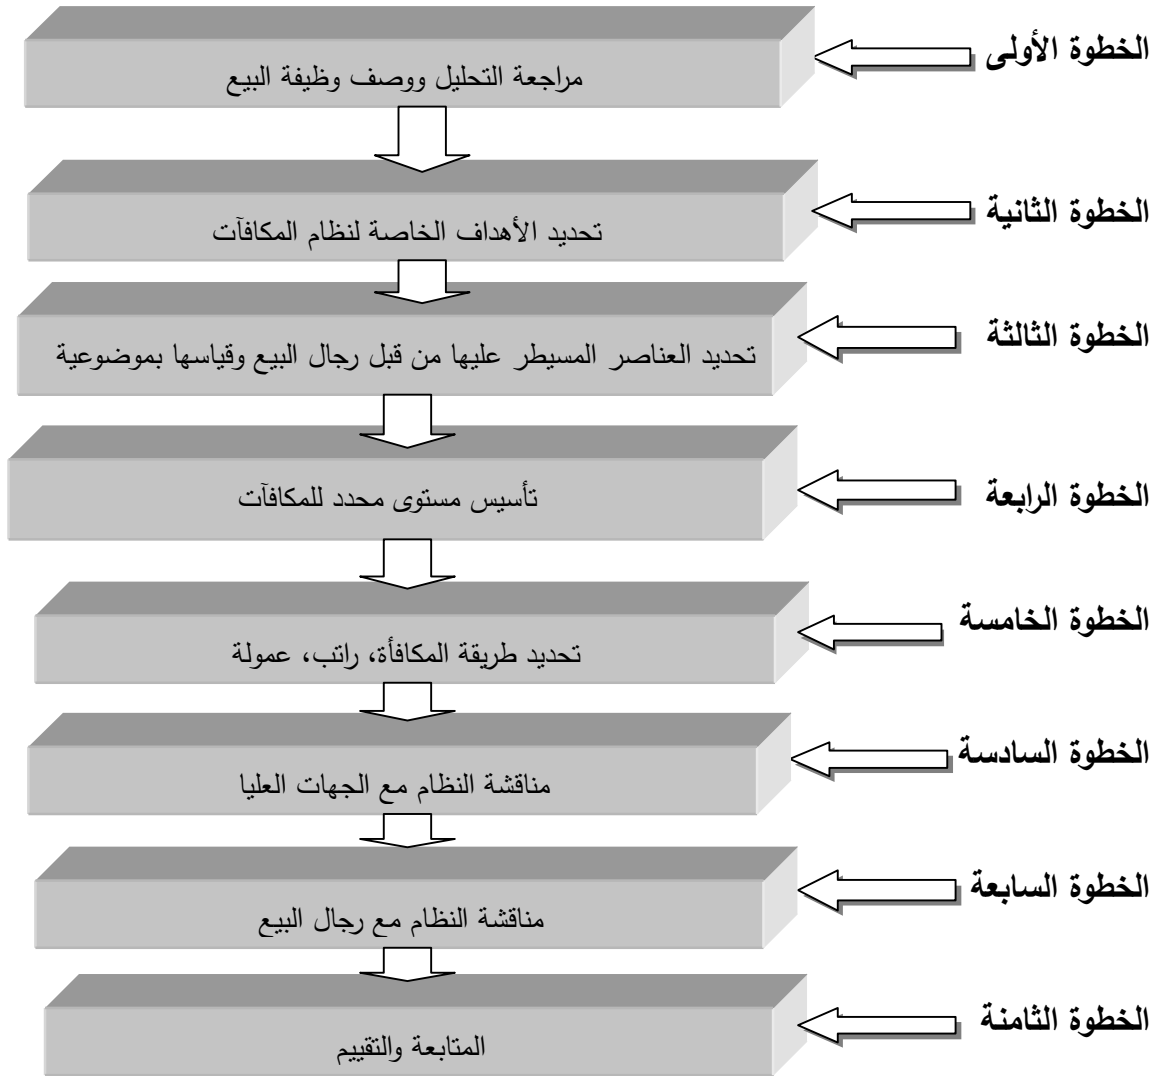 الخطوة الأولى
مراجعة التحليل ووصف وظيفة البيع
الخطوة الثانية
تحديد الأهداف الخاصة لنظام المكافآت
الخطوة الثالثة
تحديد العناصر المسيطر عليها من قبل رجال البيع وقياسها بموضوعية
الخطوة الرابعة
تأسيس مستوى محدد للمكافآت
الخطوة الخامسة
تحديد طريقة المكافأة، راتب، عمولة
الخطوة السادسة
مناقشة النظام مع الجهات العليا
الخطوة السابعة
مناقشة النظام مع رجال البيع
الخطوة الثامنة
المتابعة والتقييم